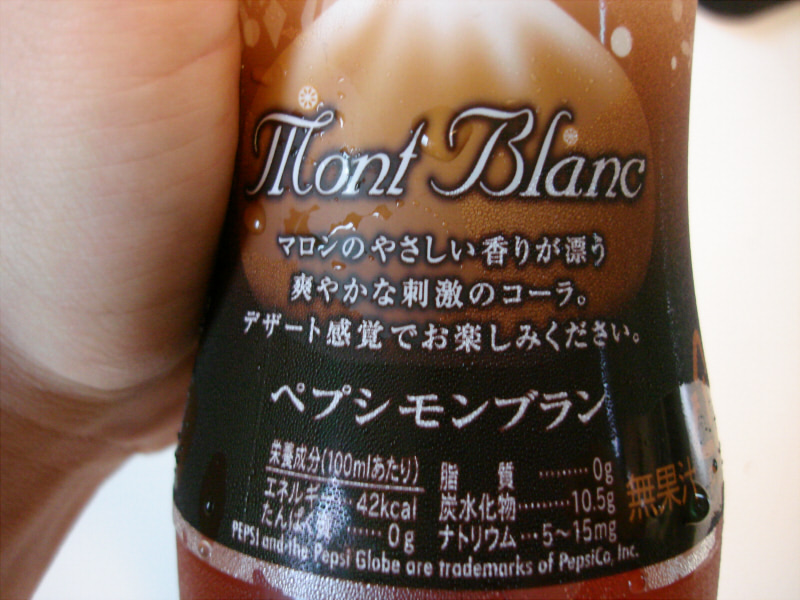 Mont Blanc
マロンのやさしい香りが漂う
爽やかな刺激のコーラ。
デザート感覚でお楽しみください。
ペプシモンブラン
栄養成分(100mlあたり)
エネルギー 42kcal
たんぱく質 0g
脂質 0g
炭水化物 10.5g
ナトリウム 5~15mg
無果汁
PEPSI and the Pepsi Globe are trademarks of PepsiCo, Inc.